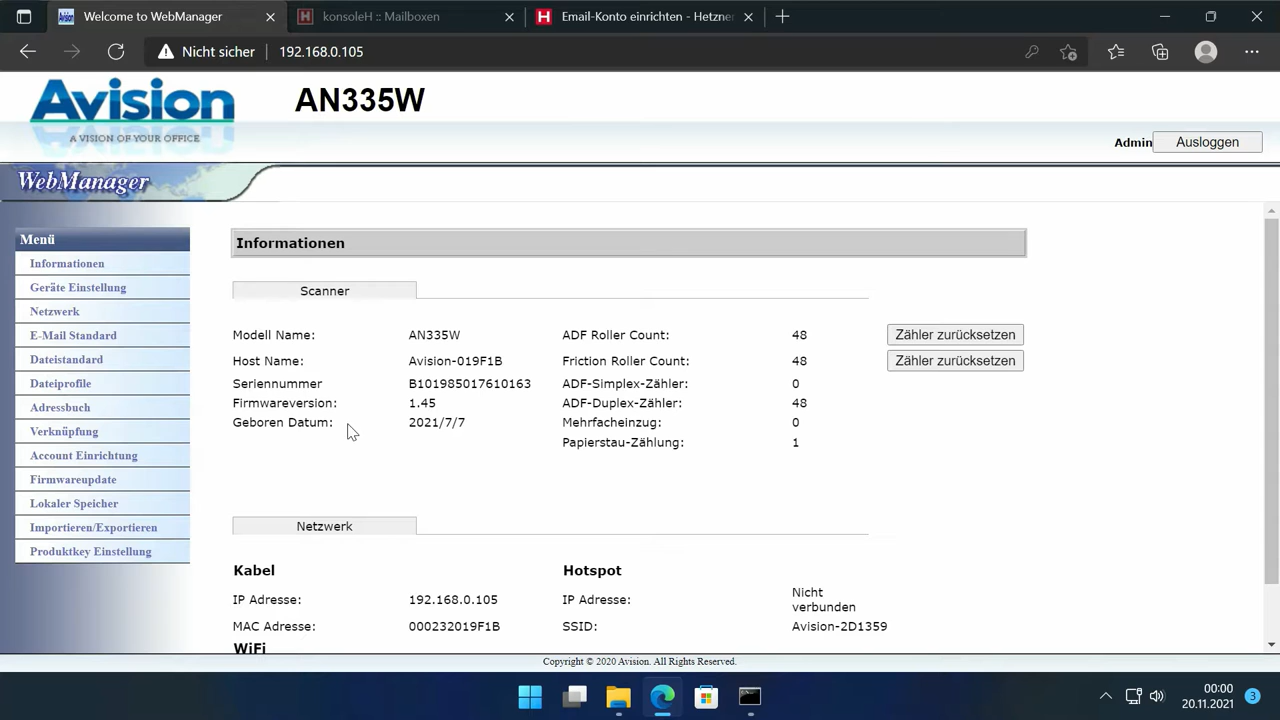 Welcome to WebManager
konsoleH :: Mailboxen
Email-Konto einrichten - Hetzner
Nicht sicher
192.168.0.105
Avision
A VISION OF YOUR OFFICE
AN335W
Admin
Ausloggen
WebManager
Menü
Informationen
Geräte Einstellung
Netzwerk
E-Mail Standard
Dateistandard
Dateiprofile
Adressbuch
Verknüpfung
Account Einrichtung
Firmwareupdate
Lokaler Speicher
Importieren/Exportieren
Produktkey Einstellung
Informationen
Scanner
Modell Name: AN335W ADF Roller Count: 48 Zähler zurücksetzen
Host Name: Avision-019F1B Friction Roller Count: 48 Zähler zurücksetzen
Seriennummer B101985017610163 ADF-Simplex-Zähler: 0
Firmwareversion: 1.45 ADF-Duplex-Zähler: 48
Geboren Datum: 2021/7/7 Mehrfacheinzug: 0
Papierstau-Zählung: 1
Netzwerk
Kabel Hotspot
IP Adresse: 192.168.0.105 IP Adresse: Nicht
verbunden
MAC Adresse: 000232019F1B SSID: Avision-2D1359
WiFi
Copyright © 2020 Avision. All Rights Reserved.
00:00
20.11.2021
3